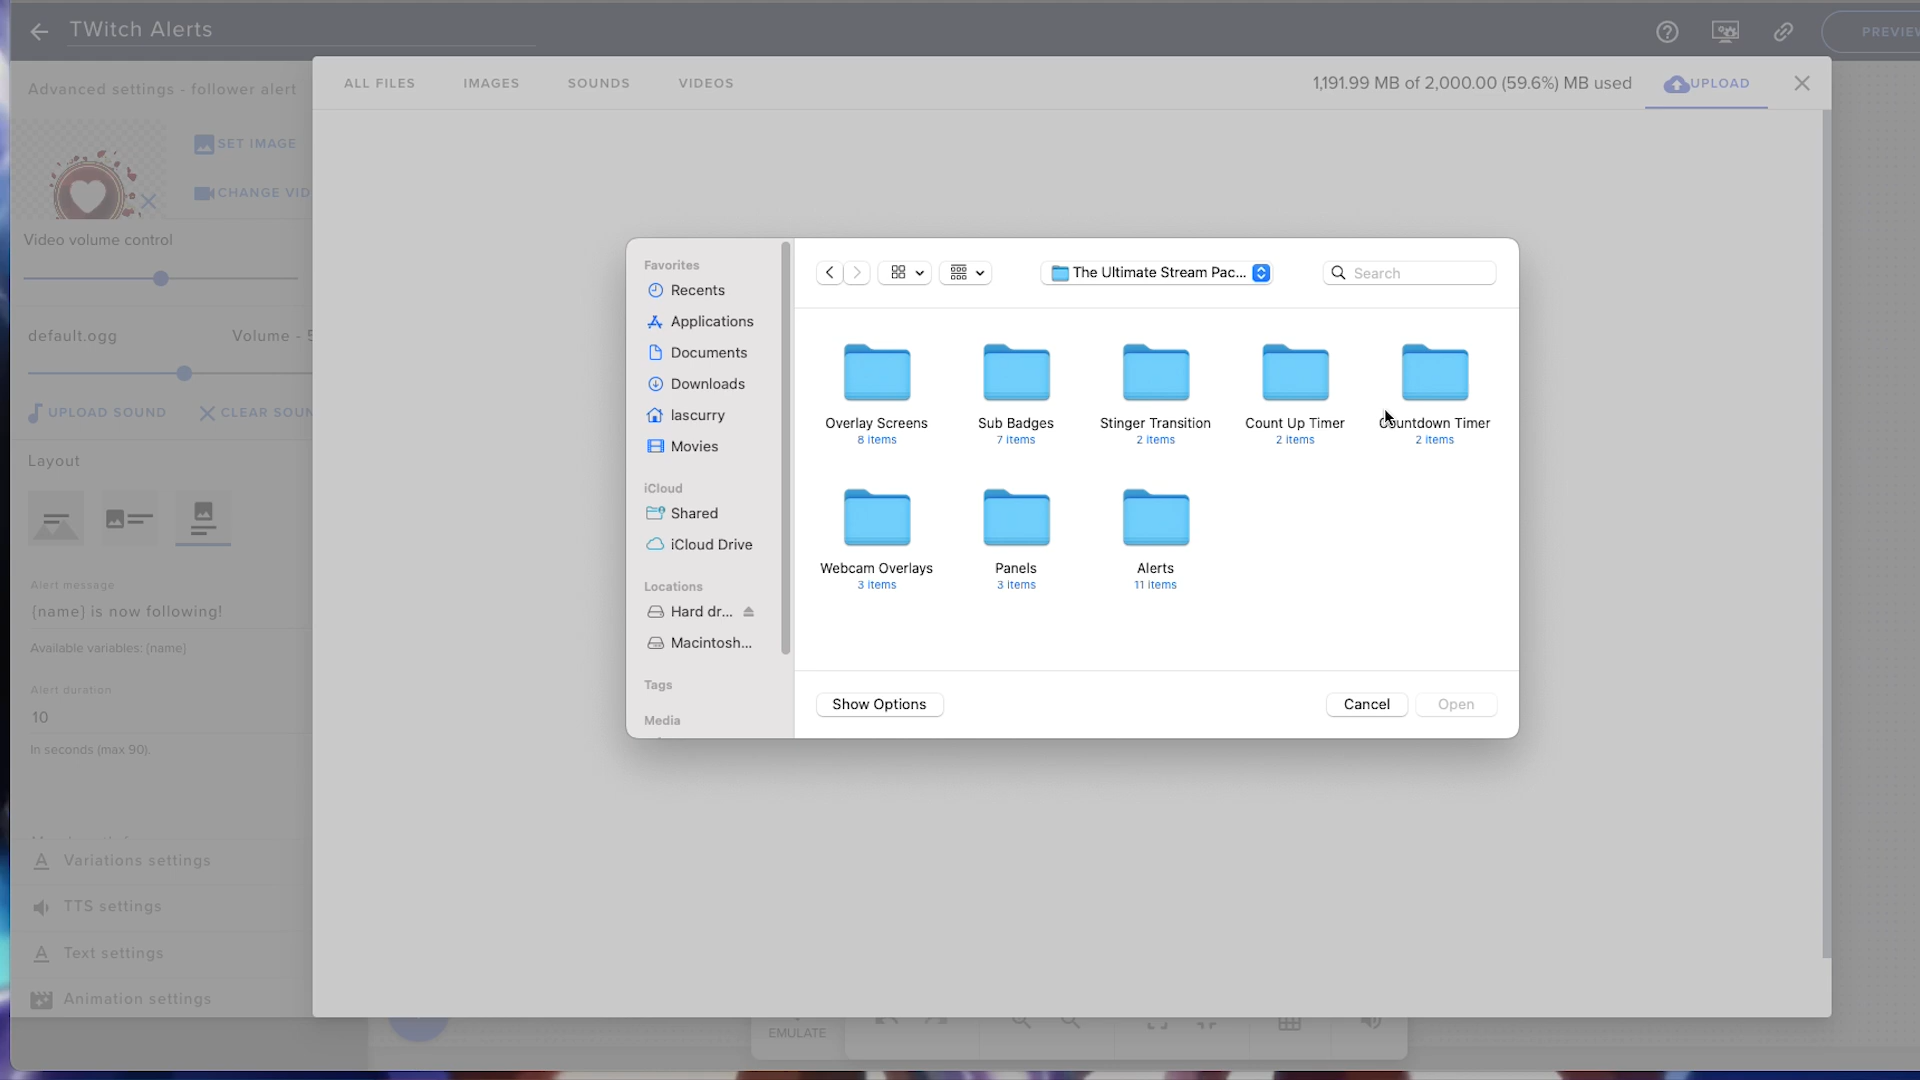 TWitch Alerts
PREVIEW
Advanced settings - follower alert
ALL FILES IMAGES SOUNDS VIDEOS
1,191.99 MB of 2,000.00 (59.6%) MB used
UPLOAD
SET IMAGE
CHANGE VID
Video volume control
default.ogg Volume - 5
UPLOAD SOUND CLEAR SOUN
Layout
Alert message
{name} is now following!
Available variables: {name}
Alert duration
10
In seconds (max 90).
Variations settings
TTS settings
Text settings
Animation settings
Favorites
Recents
Applications
Documents
Downloads
lascurry
Movies
iCloud
Shared
iCloud Drive
Locations
Hard dr...
Macintosh...
Tags
Media
The Ultimate Stream Pac...
Search
Overlay Screens Sub Badges Stinger Transition Count Up Timer Countdown Timer
8 items 7 items 2 items 2 items 2 items
Webcam Overlays Panels Alerts
3 items 3 items 11 items
Show Options
Cancel Open
EMULATE